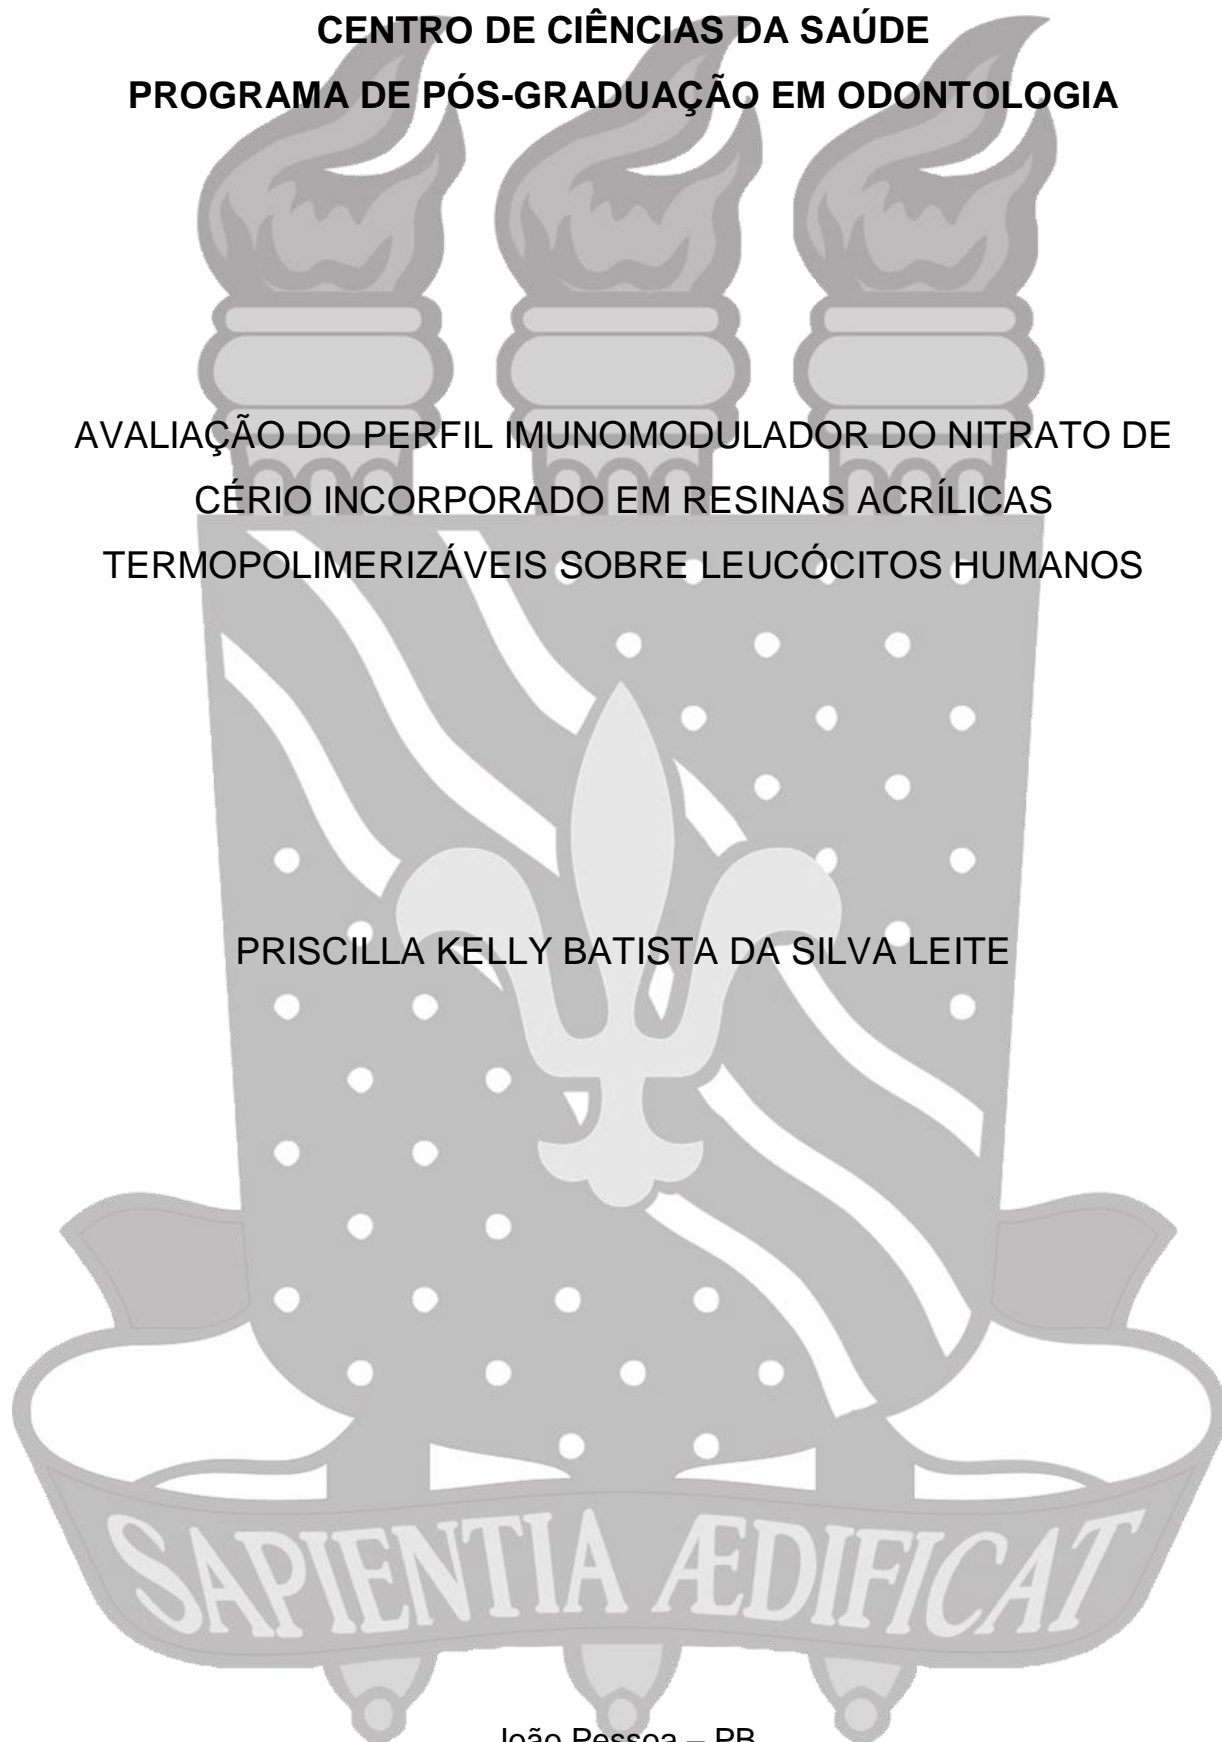 CENTRO DE CIÊNCIAS DA SAÚDE
PROGRAMA DE PÓS-GRADUAÇÃO EM ODONTOLOGIA
AVALIAÇÃO DO PERFIL IMUNOMODULADOR DO NITRATO DE
CÉRIO INCORPORADO EM RESINAS ACRÍLICAS
TERMOPOLIMERIZÁVEIS SOBRE LEUCÓCITOS HUMANOS
PRISCILLA KELLY BATISTA DA SILVA LEITE
SAPIENTIA ÆDIFICAT
João Pessoa – PB